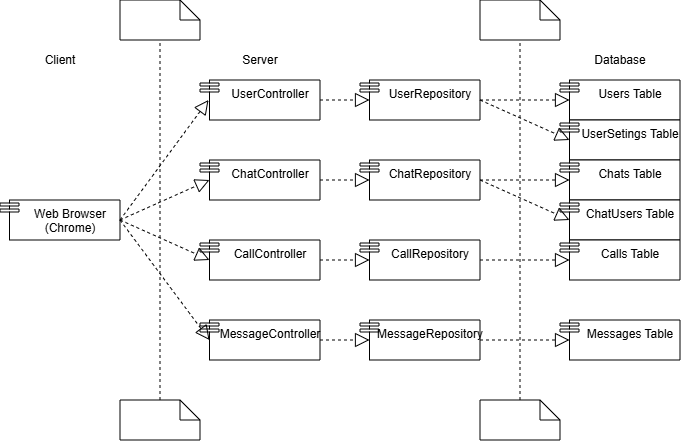 Client
Server
Database
UserController
UserRepository
Users Table
UserSetings Table
ChatController
ChatRepository
Chats Table
Web Browser
(Chrome)
ChatUsers Table
CallController
CallRepository
Calls Table
MessageController
MessageRepository
Messages Table